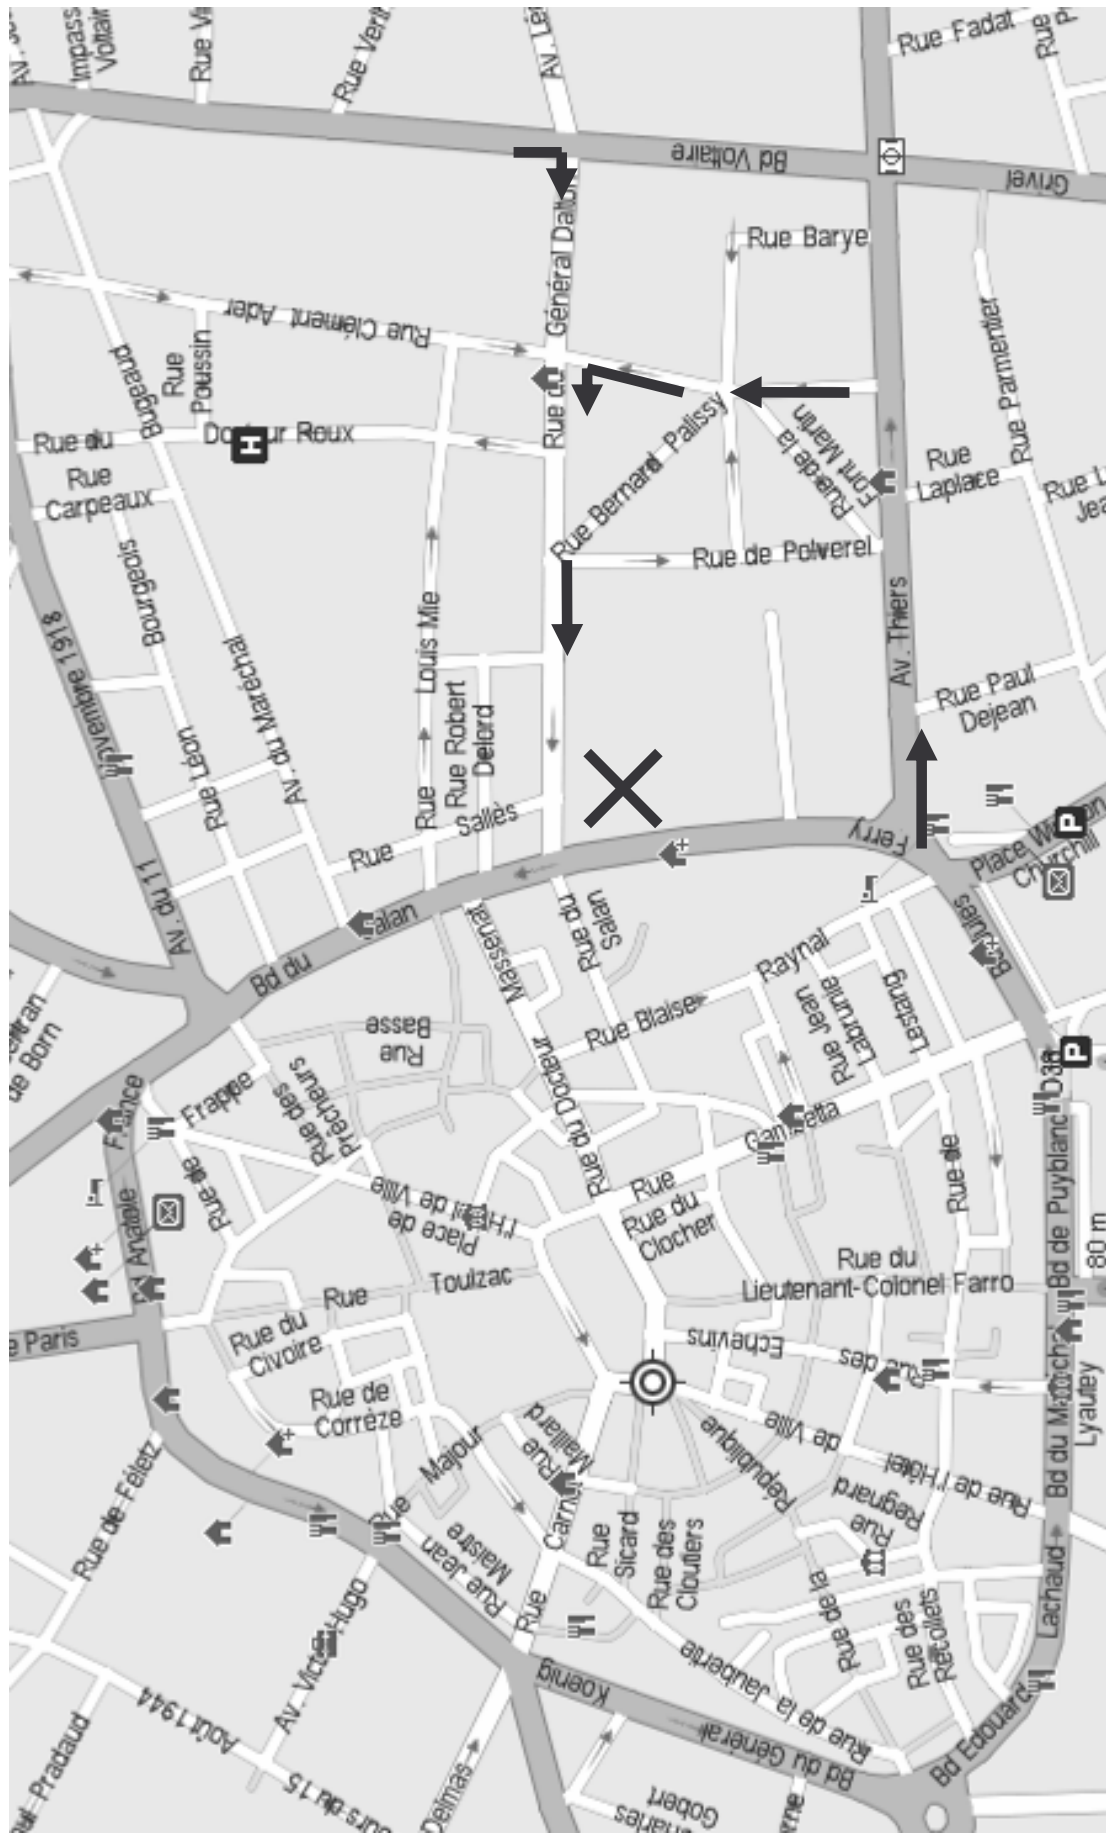 Impasse
Voltaire
Rue Fadat
Bd Voltaire
Grivel
Rue Barye
Général Dalton
Rue Clément Ader
Rue
Poussin
Rue Parmentier
Bugeaud
Rue du
Docteur Roux
H
Rue du
Rue Bernard Palissy
Rue de la
Font Martin
Rue
Laplace
Rue
Carpeaux
Rue de Polverel
Bourgeois
Av. Thiers
Louis Mie
Rue Paul
Dejean
Rue Robert
Delord
Av. du Maréchal
Rue Léon
Rue
Sallès
Rue
Av. du 11
Ferry
Place Winston
Churchill
P
Bd du
Salan
Rue du
Salan
Massenat
Raynal
Bd Jules
Rue Blaise
Rue Jean
Labrunie
Lestang
Rue
Basse
de Born
Rue des
Prêcheurs
Frappe
France
Rue du Docteur
Gambetta
P
D38
Rue de
Bd Anatole
Place de
l'Hôtel de Ville
Rue
Rue du
Clocher
Rue de
Bd de Puyblanc
80 m
Rue
Toulzac
Rue du
Lieutenant-Colonel Farro
Rue du
Civoire
Rue des
Echevins
Rue de
Corrèze
Majour
Rue
Maillard
République
Rue de l'Hôtel
de Ville de
Bd du Maréchal
Lyautey
Rue de Féletz
Rue
Regnard
Carnot
Rue
Rue
Sicard
Rue des
Cloutiers
Rue Jean
Maistre
Rue
Rue de la
Rue des
Récollets
Lachaud
Av. Victor Hugo
Rue de la Jaubertie
Koenig
Bd du Général
Bd Edouard
Août 1944
du 15
Pradaud
Delmas
Gobert